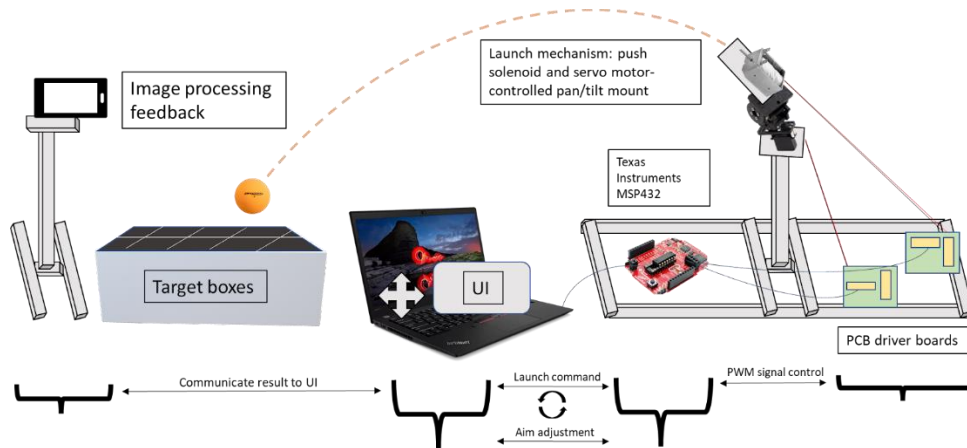 Launch mechanism: push
solenoid and servo motor-
controlled pan/tilt mount
Image processing
feedback
Texas
Instruments
MSP432
Target boxes
UI
PCB driver boards
Communicate result to UI
Launch command
PWM signal control
Aim adjustment